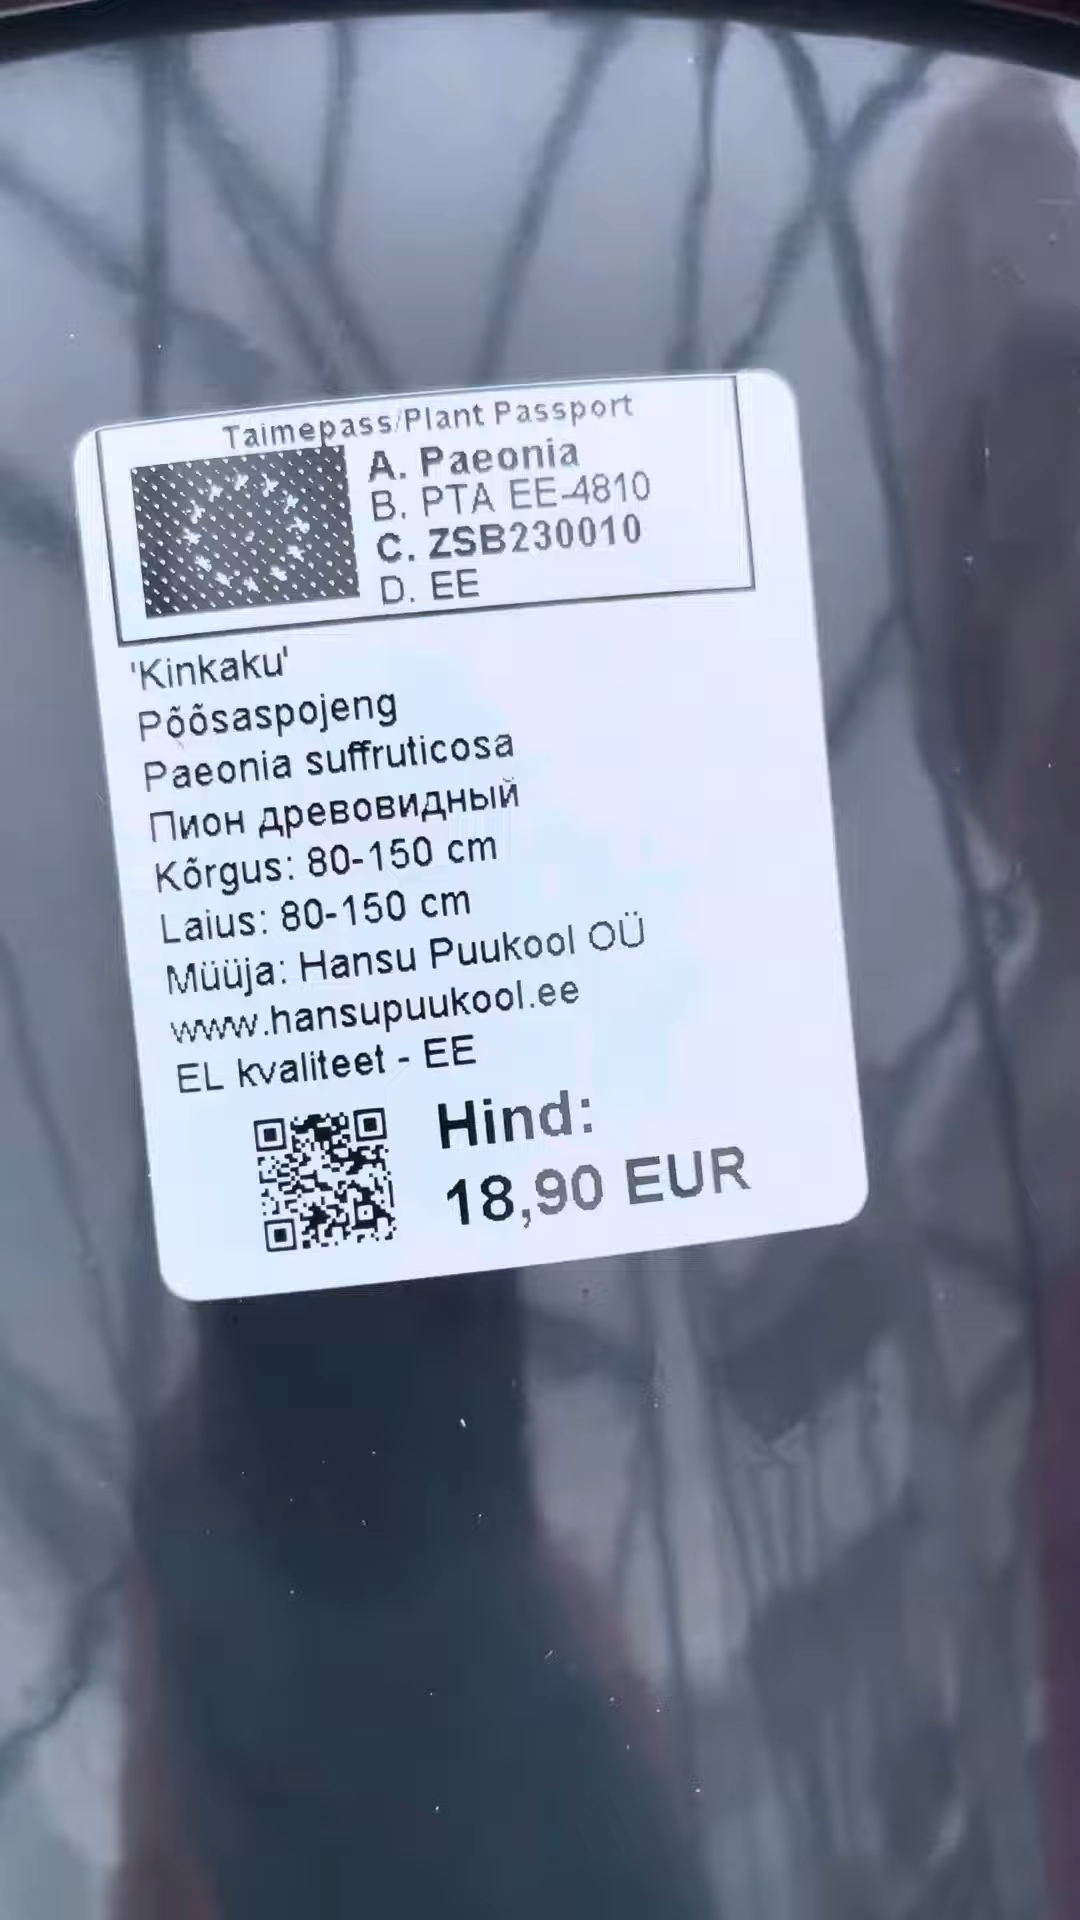 Taimepass/Plant Passport
A. Paeonia
B. PTA EE-4810
C. ZSB230010
D. EE
'Kinkaku'
Põõsaspojeng
Paeonia suffruticosa
Пион древовидный
Kõrgus: 80-150 cm
Laius: 80-150 cm
Müüja: Hansu Puukool OÜ
www.hansupuukool.ee
EL kvaliteet - EE
Hind:
18,90 EUR